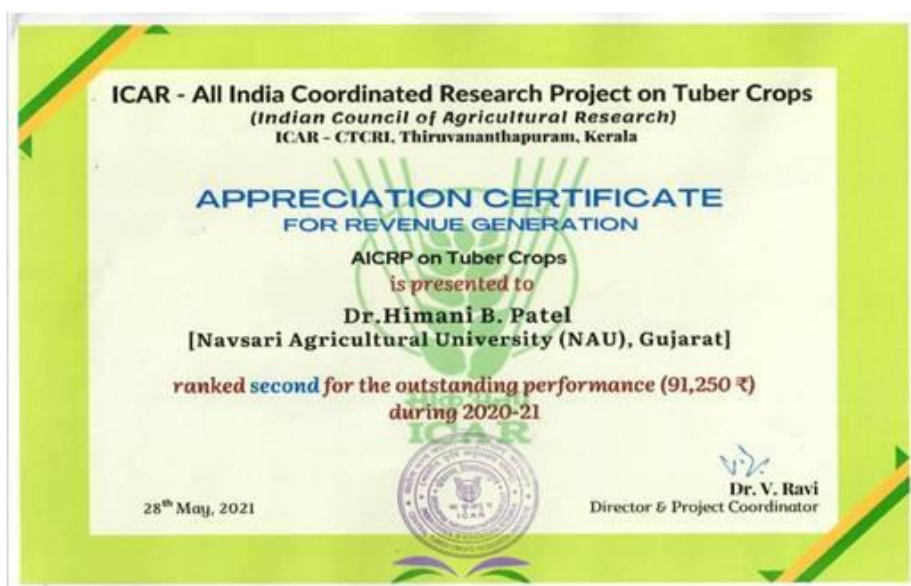 ICAR - All India Coordinated Research Project on Tuber Crops
(Indian Council of Agricultural Research)
ICAR - CTCRI, Thiruvananthapuram, Kerala
APPRECIATION CERTIFICATE
FOR REVENUE GENERATION
AICRP on Tuber Crops
is presented to
Dr.Himani B. Patel
[Navsari Agricultural University (NAU), Gujarat]
ranked second for the outstanding performance (91,250 ₹)
during 2020-21
ICAR
28th May, 2021
Dr. V. Ravi
Director & Project Coordinator
ICAR